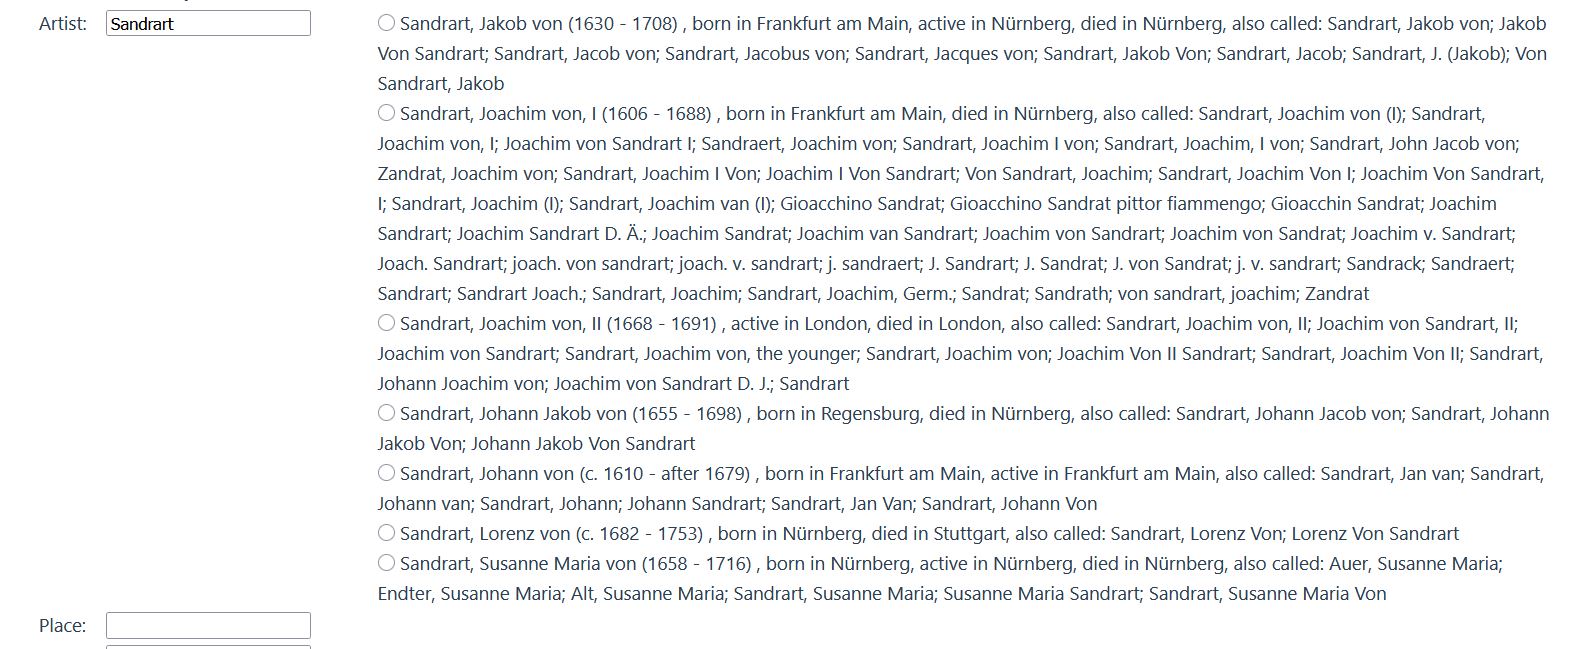 Artist: Sandrart
Sandrart, Jakob von (1630 - 1708) , born in Frankfurt am Main, active in Nürnberg, died in Nürnberg, also called: Sandrart, Jakob von; Jakob
Von Sandrart; Sandrart, Jacob von; Sandrart, Jacobus von; Sandrart, Jacques von; Sandrart, Jakob Von; Sandrart, Jacob; Sandrart, J. (Jakob); Von
Sandrart, Jakob
Sandrart, Joachim von, I (1606 - 1688) , born in Frankfurt am Main, died in Nürnberg, also called: Sandrart, Joachim von (I); Sandrart,
Joachim von, I; Joachim von Sandrart I; Sandraert, Joachim von; Sandrart, Joachim I von; Sandrart, Joachim, I von; Sandrart, John Jacob von;
Zandrat, Joachim von; Sandrart, Joachim I Von; Joachim I Von Sandrart; Von Sandrart, Joachim; Sandrart, Joachim Von I; Joachim Von Sandrart,
I; Sandrart, Joachim (I); Sandrart, Joachim van (I); Gioacchino Sandrat; Gioacchino Sandrat pittor fiammengo; Gioacchin Sandrat; Joachim
Sandrart; Joachim Sandrart D. Ä.; Joachim Sandrat; Joachim van Sandrart; Joachim von Sandrart; Joachim von Sandrat; Joachim v. Sandrart;
Joach. Sandrart; joach. von sandrart; joach. v. sandrart; j. sandraert; J. Sandrart; J. Sandrat; J. von Sandrat; j. v. sandrart; Sandrack; Sandraert;
Sandrart; Sandrart Joach.; Sandrart, Joachim; Sandrart, Joachim, Germ.; Sandrat; Sandrath; von sandrart, joachim; Zandrat
Sandrart, Joachim von, II (1668 - 1691) , active in London, died in London, also called: Sandrart, Joachim von, II; Joachim von Sandrart, II;
Joachim von Sandrart; Sandrart, Joachim von, the younger; Sandrart, Joachim von; Joachim Von II Sandrart; Sandrart, Joachim Von II; Sandrart,
Johann Joachim von; Joachim von Sandrart D. J.; Sandrart
Sandrart, Johann Jakob von (1655 - 1698) , born in Regensburg, died in Nürnberg, also called: Sandrart, Johann Jacob von; Sandrart, Johann
Jakob Von; Johann Jakob Von Sandrart
Sandrart, Johann von (c. 1610 - after 1679) , born in Frankfurt am Main, active in Frankfurt am Main, also called: Sandrart, Jan van; Sandrart,
Johann van; Sandrart, Johann; Johann Sandrart; Sandrart, Jan Van; Sandrart, Johann Von
Sandrart, Lorenz von (c. 1682 - 1753) , born in Nürnberg, died in Stuttgart, also called: Sandrart, Lorenz Von; Lorenz Von Sandrart
Sandrart, Susanne Maria von (1658 - 1716) , born in Nürnberg, active in Nürnberg, died in Nürnberg, also called: Auer, Susanne Maria;
Endter, Susanne Maria; Alt, Susanne Maria; Sandrart, Susanne Maria; Susanne Maria Sandrart; Sandrart, Susanne Maria Von
Place: